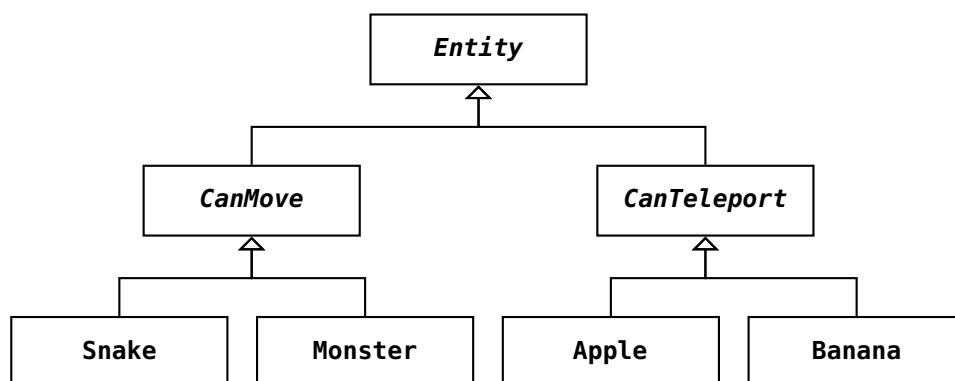 Entity
CanMove
CanTeleport
Snake
Monster
Apple
Banana